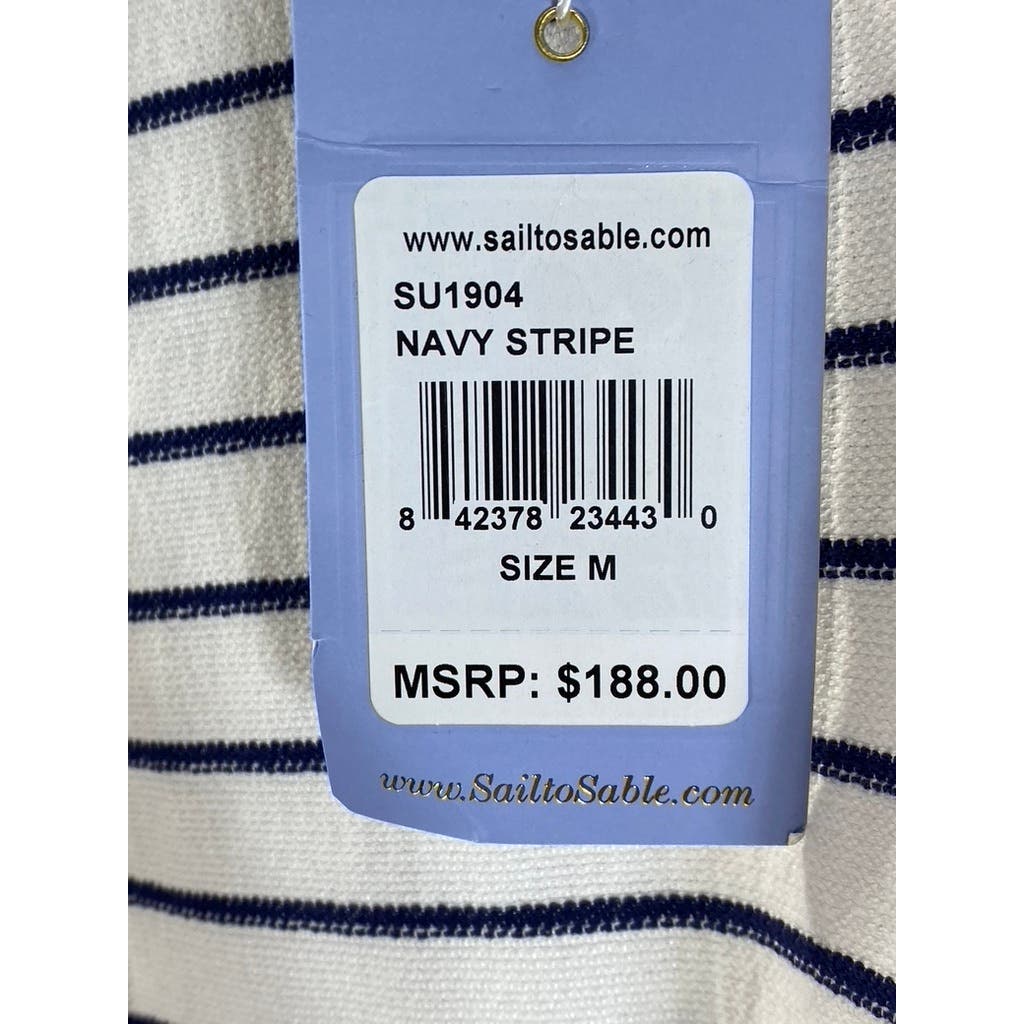 www.sailtosable.com
SU1904
NAVY STRIPE
8 42378 23443 0
SIZE M
MSRP: $188.00
www.SailtoSable.com